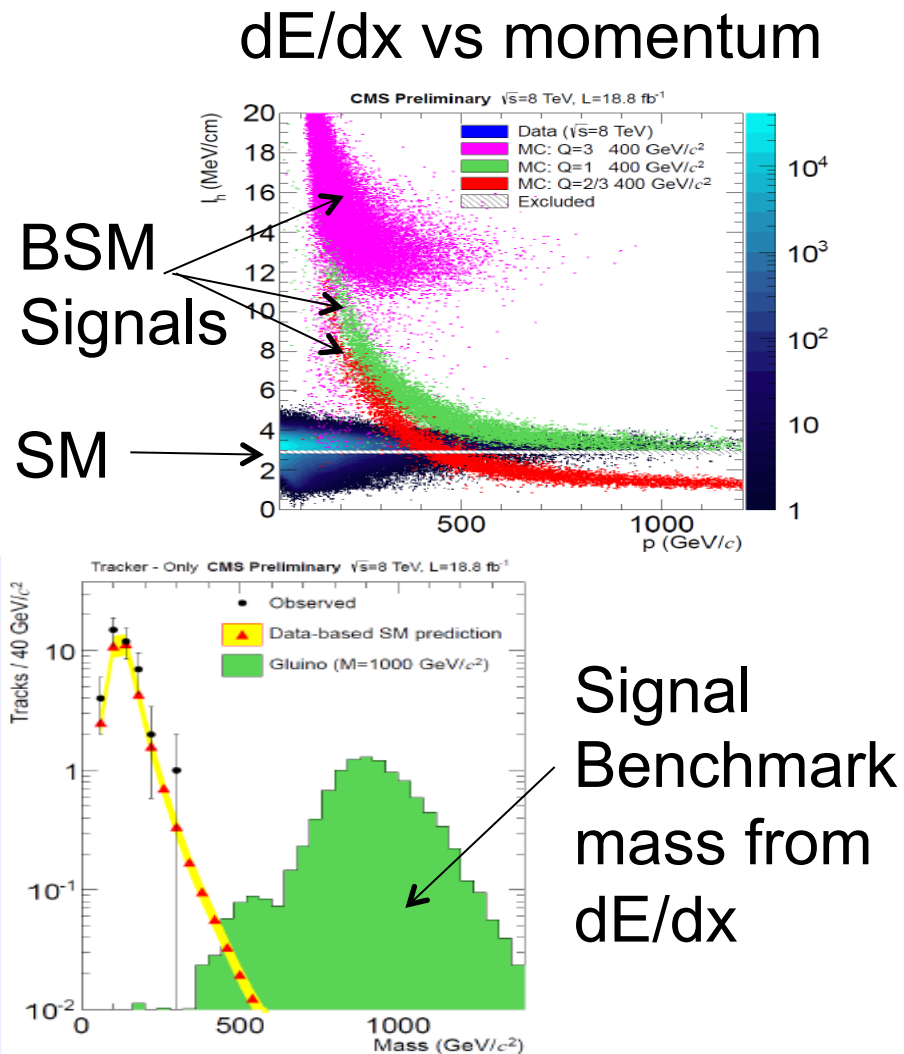 dE/dx vs momentum
CMS Preliminary √s=8 TeV, L=18.8 fb⁻¹
I_h (MeV/cm)
20
18
16
14
12
10
8
6
4
2
0
Data (√s=8 TeV)
MC: Q=3 400 GeV/c²
MC: Q=1 400 GeV/c²
MC: Q=2/3 400 GeV/c²
Excluded
10⁴
10³
10²
10
1
BSM
Signals
SM
500
1000
p (GeV/c)
Tracker - Only CMS Preliminary √s=8 TeV, L=18.8 fb⁻¹
Tracks / 40 GeV/c²
Observed
Data-based SM prediction
Gluino (M=1000 GeV/c²)
10
1
10⁻¹
10⁻²
0
500
1000
Mass (GeV/c²)
Signal
Benchmark
mass from
dE/dx